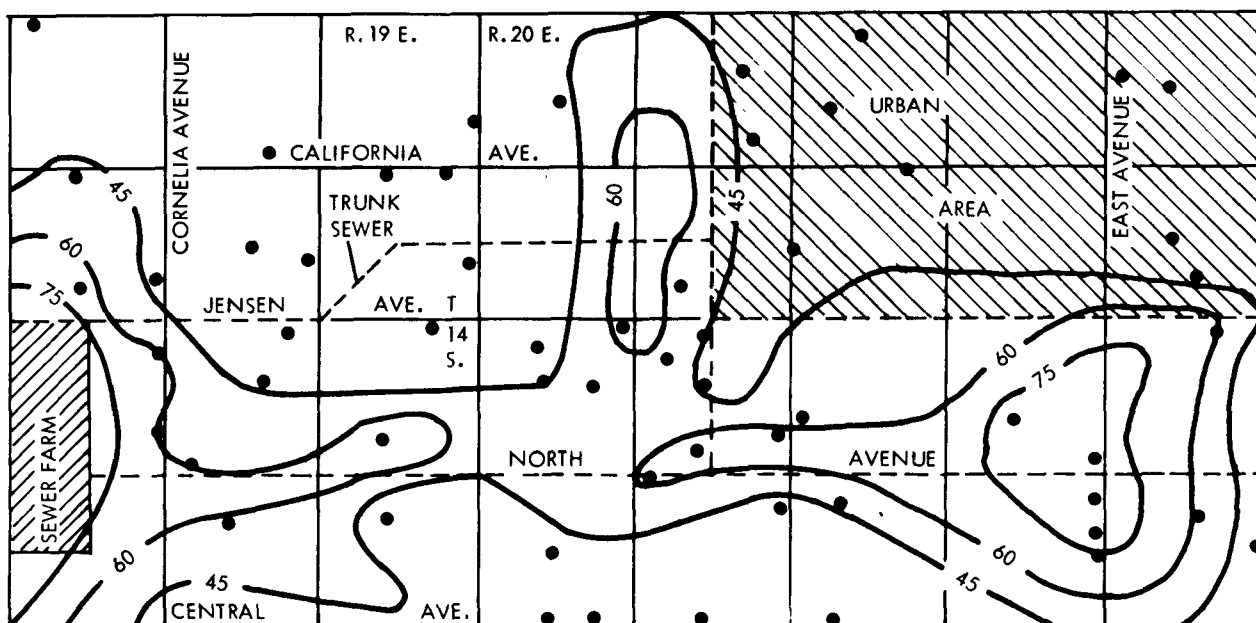 R. 19 E.
R. 20 E.
CORNELIA AVENUE
URBAN
AREA
EAST AVENUE
CALIFORNIA AVE.
45
60
45
TRUNK
SEWER
60
75
JENSEN AVE.
T
14
S.
60
75
SEWER FARM
NORTH AVENUE
60
45
60
45
CENTRAL AVE.